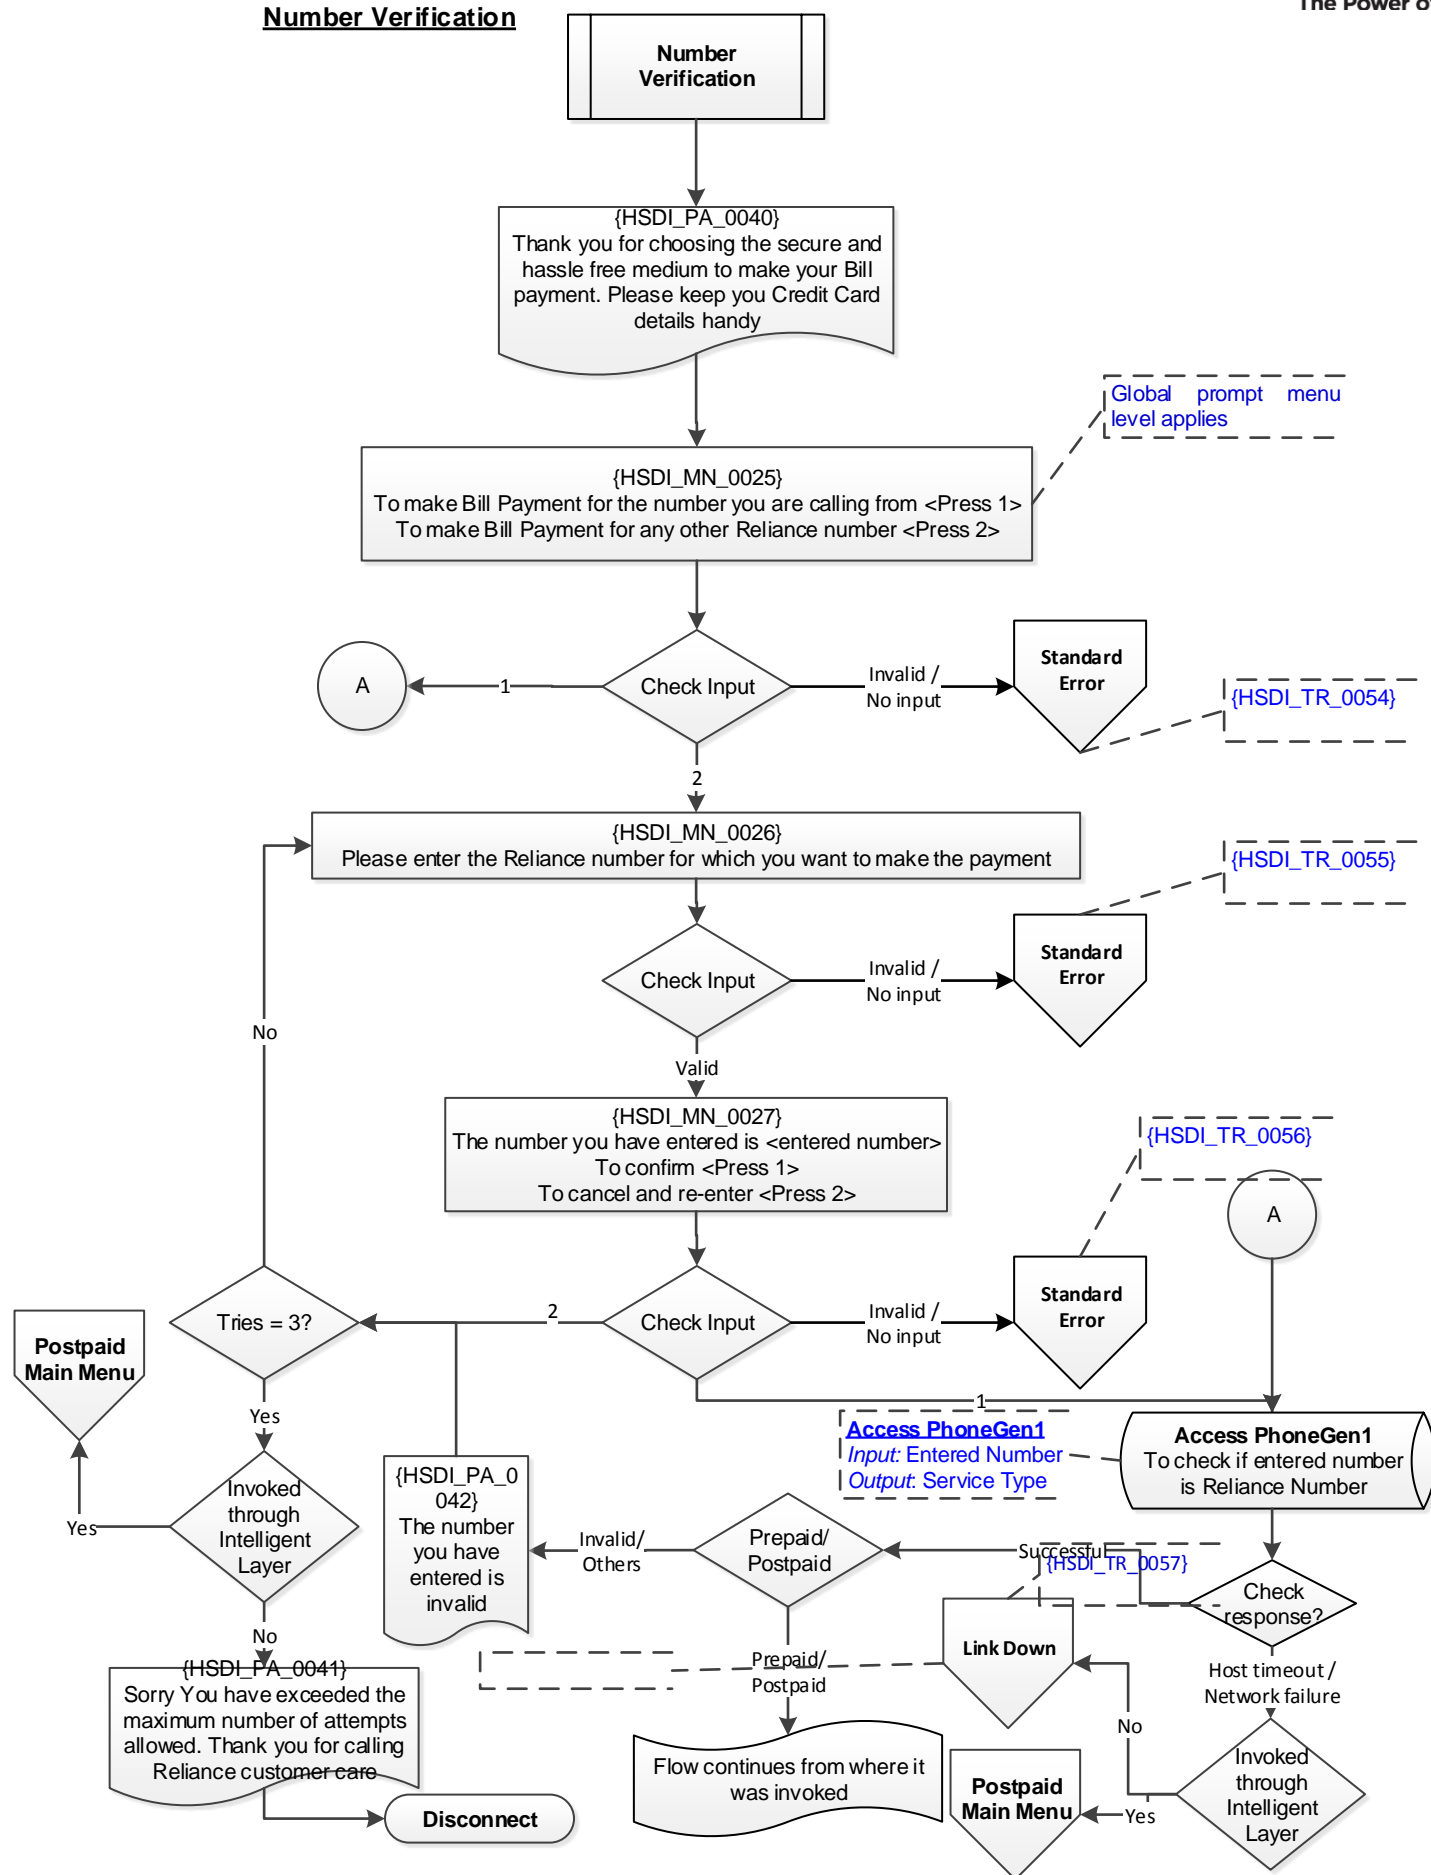 Number Verification
The Power o
Number
Verification
{HSDI_PA_0040}
Thank you for choosing the secure and
hassle free medium to make your Bill
payment. Please keep you Credit Card
details handy
Global prompt menu
level applies
{HSDI_MN_0025}
To make Bill Payment for the number you are calling from <Press 1>
To make Bill Payment for any other Reliance number <Press 2>
A
1
Check Input
Invalid /
No input
Standard
Error
{HSDI_TR_0054}
2
{HSDI_MN_0026}
Please enter the Reliance number for which you want to make the payment
{HSDI_TR_0055}
Check Input
Invalid /
No input
Standard
Error
No
Valid
{HSDI_MN_0027}
The number you have entered is <entered number>
To confirm <Press 1>
To cancel and re-enter <Press 2>
{HSDI_TR_0056}
A
Tries = 3?
2
Check Input
Invalid /
No input
Standard
Error
Postpaid
Main Menu
Yes
1
Access PhoneGen1
Input: Entered Number
Output: Service Type
Access PhoneGen1
To check if entered number
is Reliance Number
{HSDI_PA_0
042}
The number
you have
entered is
invalid
Invoked
through
Intelligent
Layer
Yes
Invalid/
Others
Prepaid/
Postpaid
Successful
{HSDI_TR_0057}
Check
response?
No
Link Down
Prepaid/
Postpaid
Host timeout /
Network failure
{HSDI_PA_0041}
Sorry You have exceeded the
maximum number of attempts
allowed. Thank you for calling
Reliance customer care
No
Flow continues from where it
was invoked
Postpaid
Main Menu
Yes
Invoked
through
Intelligent
Layer
Disconnect